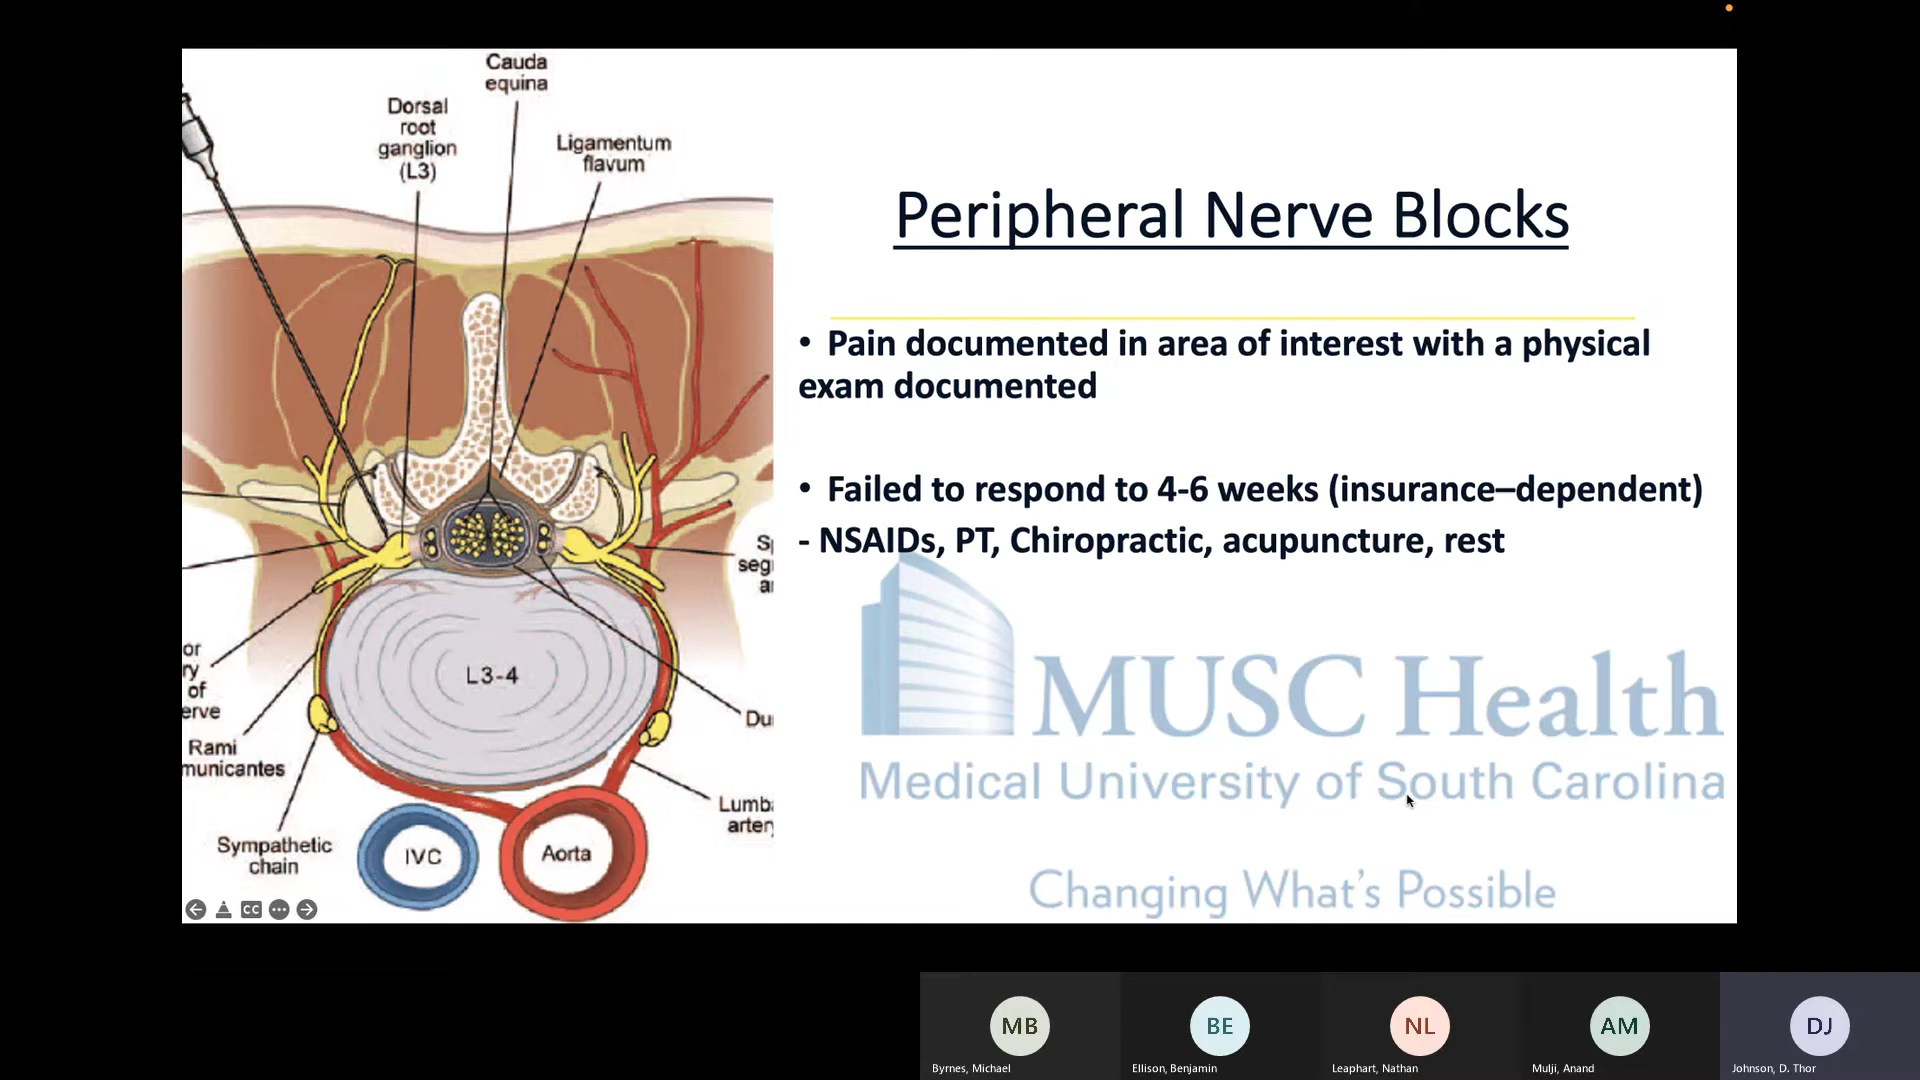 Cauda
equina
Dorsal
root
ganglion
(L3)
Ligamentum
flavum
Peripheral Nerve Blocks
• Pain documented in area of interest with a physical
exam documented
• Failed to respond to 4-6 weeks (insurance–dependent)
- NSAIDs, PT, Chiropractic, acupuncture, rest
S
seg
a
L3-4
or
ry
of
erve
Rami
municantes
Du
Lumb
artery
Sympathetic
chain
IVC
Aorta
MUSC Health
Medical University of South Carolina
Changing What's Possible
CC
MB
BE
NL
AM
DJ
Byrnes, Michael
Ellison, Benjamin
Leaphart, Nathan
Mulji, Anand
Johnson, D. Thor